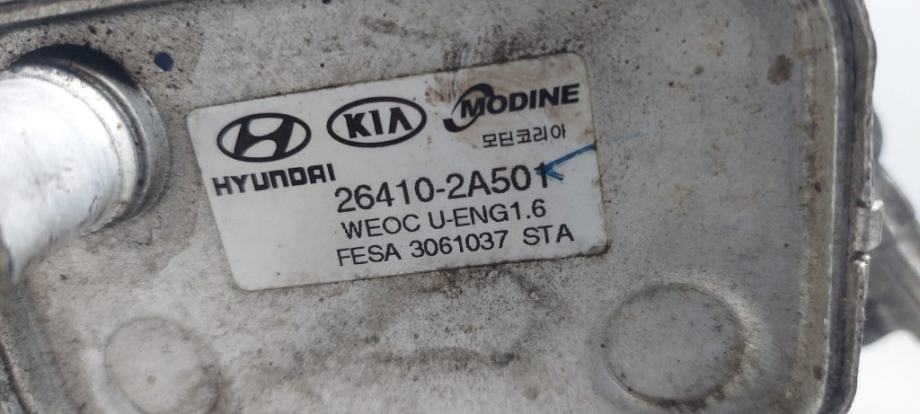 HYUNDAI
KIA
MODINE
모딘코리아
26410-2A501
WEOC U-ENG1.6
FESA 3061037 STA